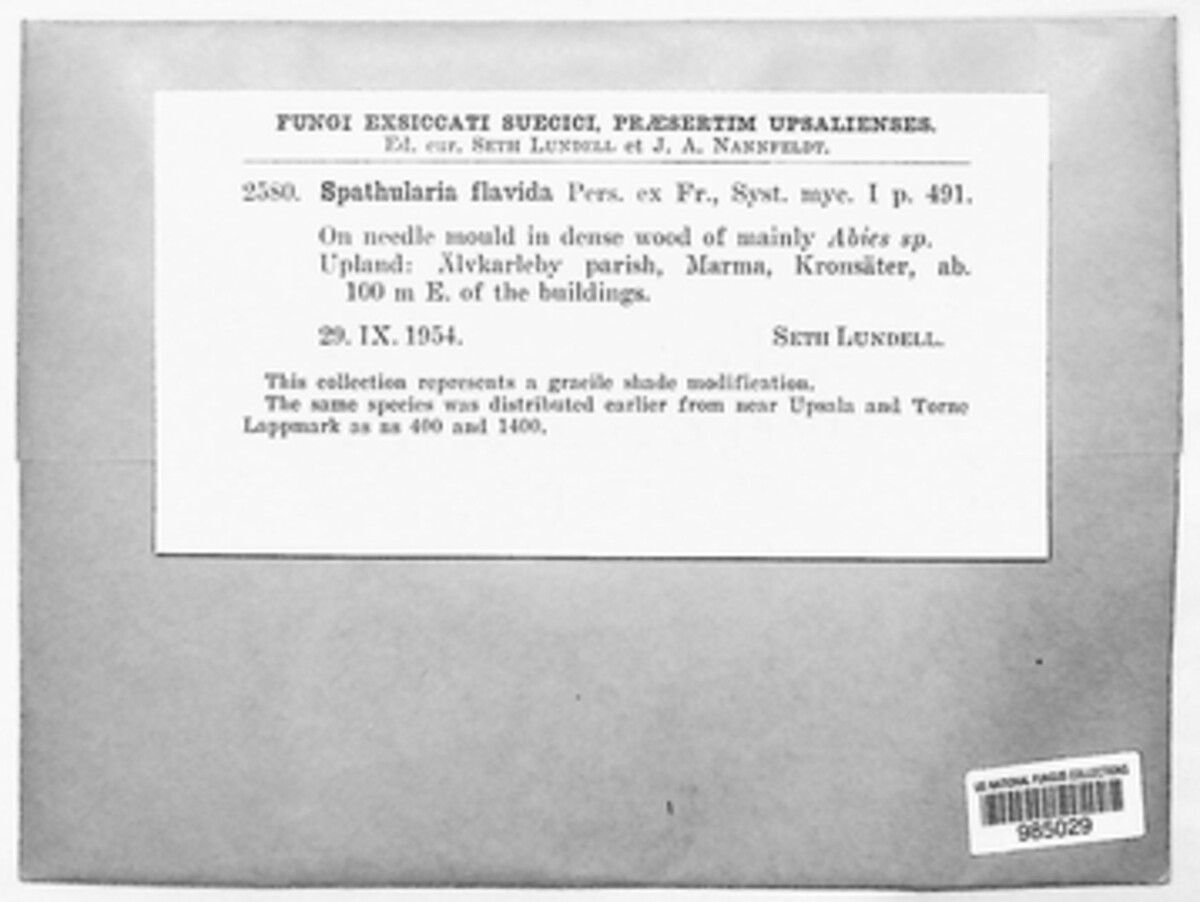 FUNGI EXSICCATI SUECICI, PRÆSERTIM UPSALIENSES.
Ed. cur. SETH LUNDELL et J. A. NANNFELDT.
2580. Spathularia flavida Pers. ex Fr., Syst. myc. I p. 491.
On needle mould in dense wood of mainly Abies sp.
Upland: Älvkarleby parish, Marma, Kronsäter, ab.
100 m E. of the buildings.
29. IX. 1954. SETH LUNDELL.
This collection represents a gracile shade modification.
The same species was distributed earlier from near Upsala and Torne
Lappmark as ns 400 and 1400.
US NATIONAL FUNGUS COLLECTIONS
985029